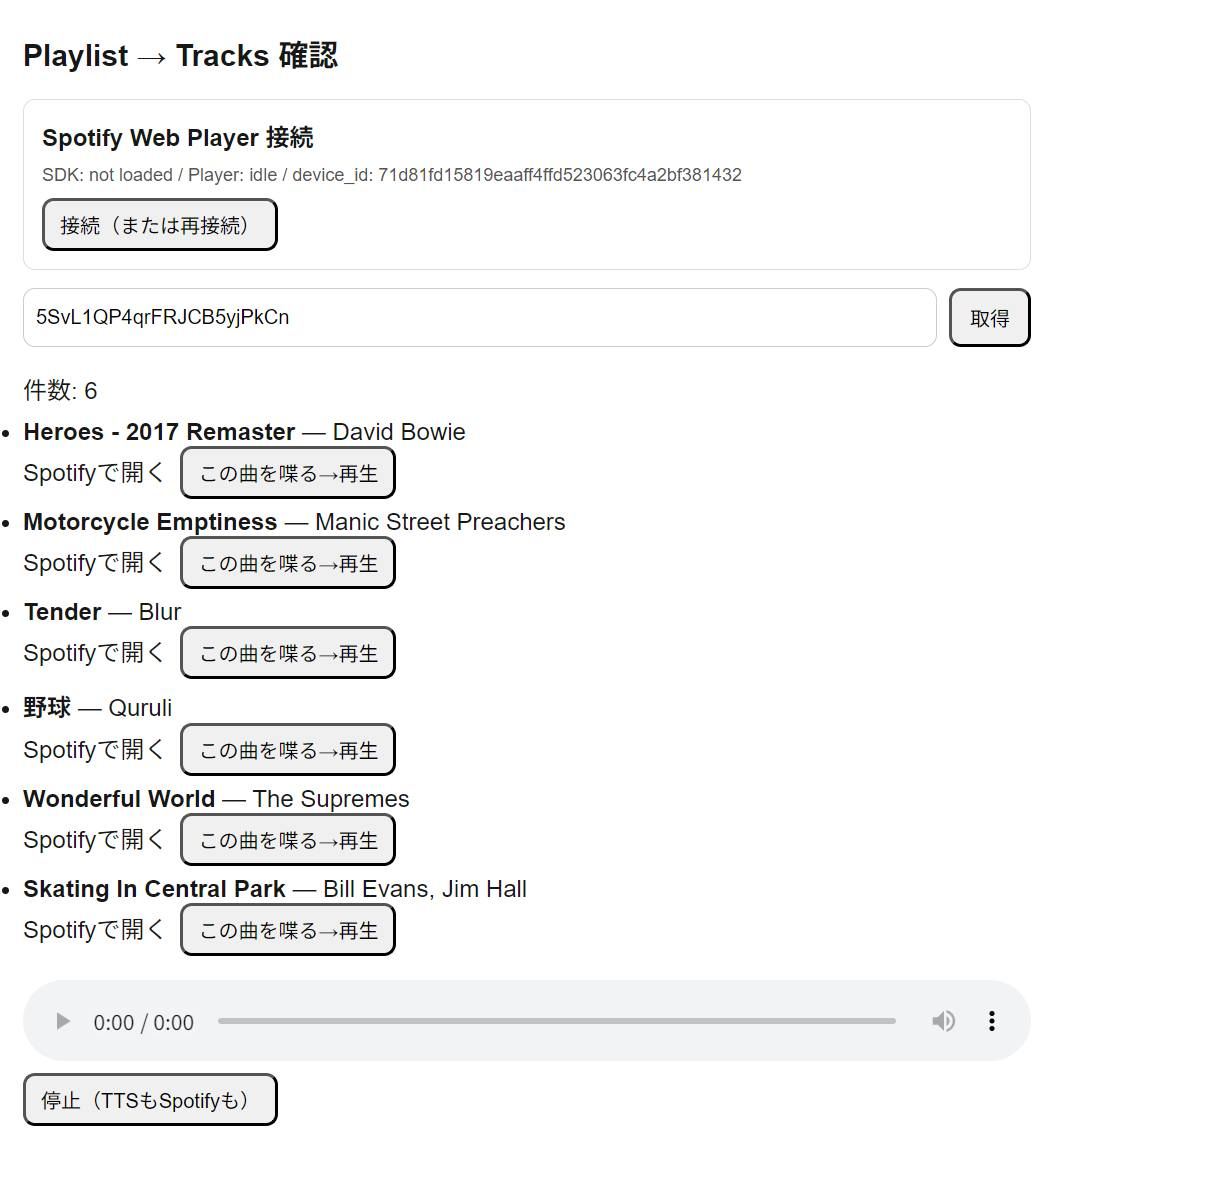 Playlist → Tracks 確認
Spotify Web Player 接続
SDK: not loaded / Player: idle / device_id: 71d81fd15819eaaff4ffd523063fc4a2bf381432
接続（または再接続）
5SvL1QP4qrFRJCB5yjPkCn
取得
件数: 6
• Heroes - 2017 Remaster — David Bowie
Spotifyで開く この曲を喋る→再生
• Motorcycle Emptiness — Manic Street Preachers
Spotifyで開く この曲を喋る→再生
• Tender — Blur
Spotifyで開く この曲を喋る→再生
• 野球 — Quruli
Spotifyで開く この曲を喋る→再生
• Wonderful World — The Supremes
Spotifyで開く この曲を喋る→再生
• Skating In Central Park — Bill Evans, Jim Hall
Spotifyで開く この曲を喋る→再生
0:00 / 0:00
停止（TTSもSpotifyも）